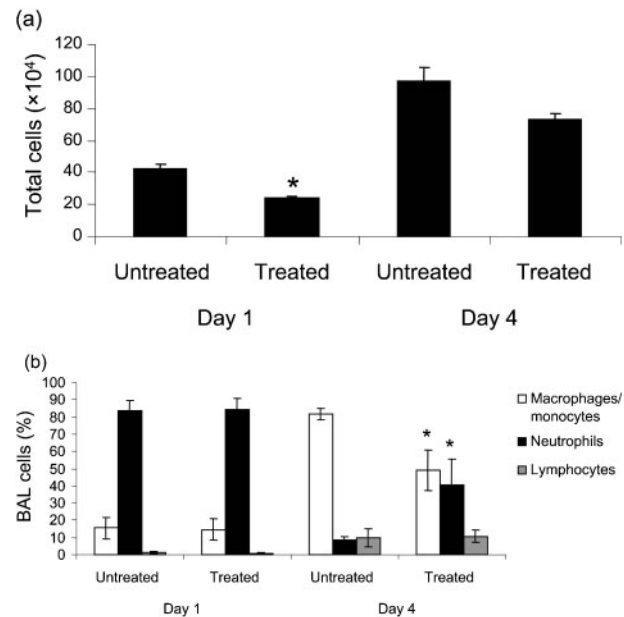 (a)
Total cells (×10⁴)
120
100
80
60
40
20
0
*
Untreated Treated Untreated Treated
Day 1 Day 4
(b)
BAL cells (%)
100
90
80
70
60
50
40
30
20
10
0
* *
Untreated Treated Untreated Treated
Day 1 Day 4
Macrophages/
monocytes
Neutrophils
Lymphocytes